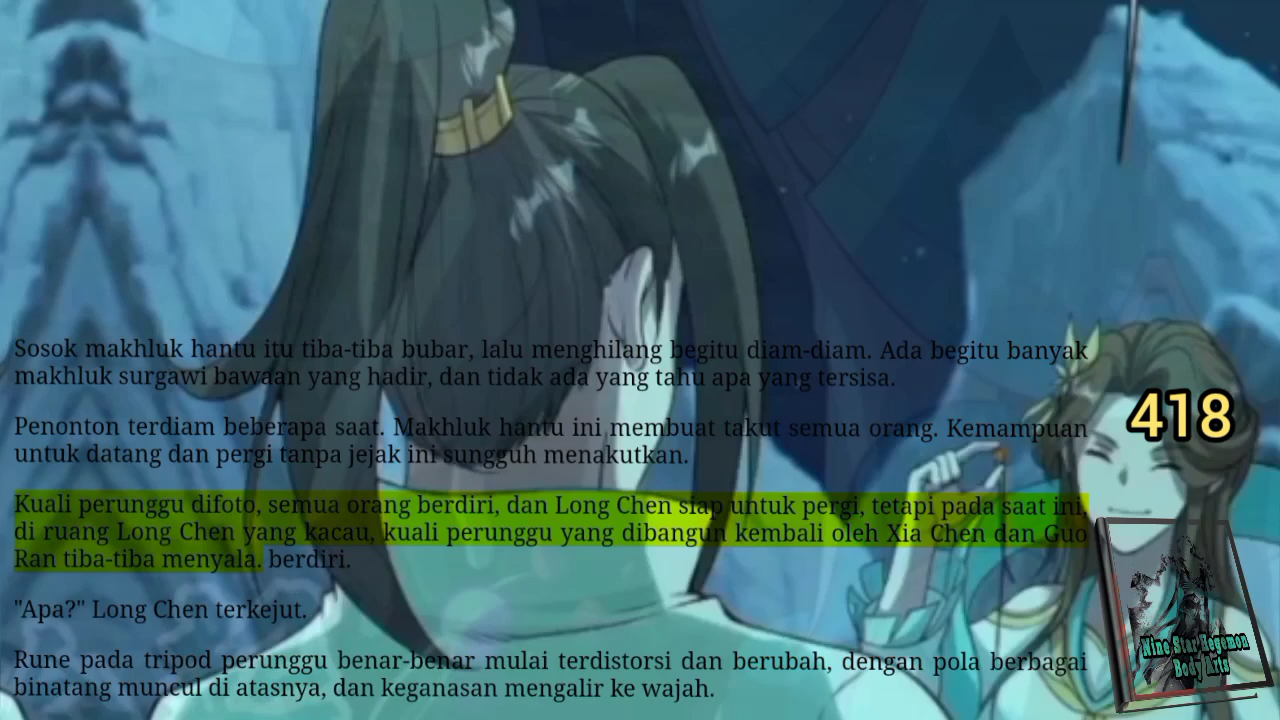 Sosok makhluk hantu itu tiba-tiba bubar, lalu menghilang begitu diam-diam. Ada begitu banyak
makhluk surgawi bawaan yang hadir, dan tidak ada yang tahu apa yang tersisa.
Penonton terdiam beberapa saat. Makhluk hantu ini membuat takut semua orang. Kemampuan
untuk datang dan pergi tanpa jejak ini sungguh menakutkan.
418
Kuali perunggu difoto, semua orang berdiri, dan Long Chen siap untuk pergi, tetapi pada saat ini,
di ruang Long Chen yang kacau, kuali perunggu yang dibangun kembali oleh Xia Chen dan Guo
Ran tiba-tiba menyala. berdiri.
"Apa?" Long Chen terkejut.
Rune pada tripod perunggu benar-benar mulai terdistorsi dan berubah, dengan pola berbagai
binatang muncul di atasnya, dan keganasan mengalir ke wajah.
Nine Star Hegemon
Body Arts